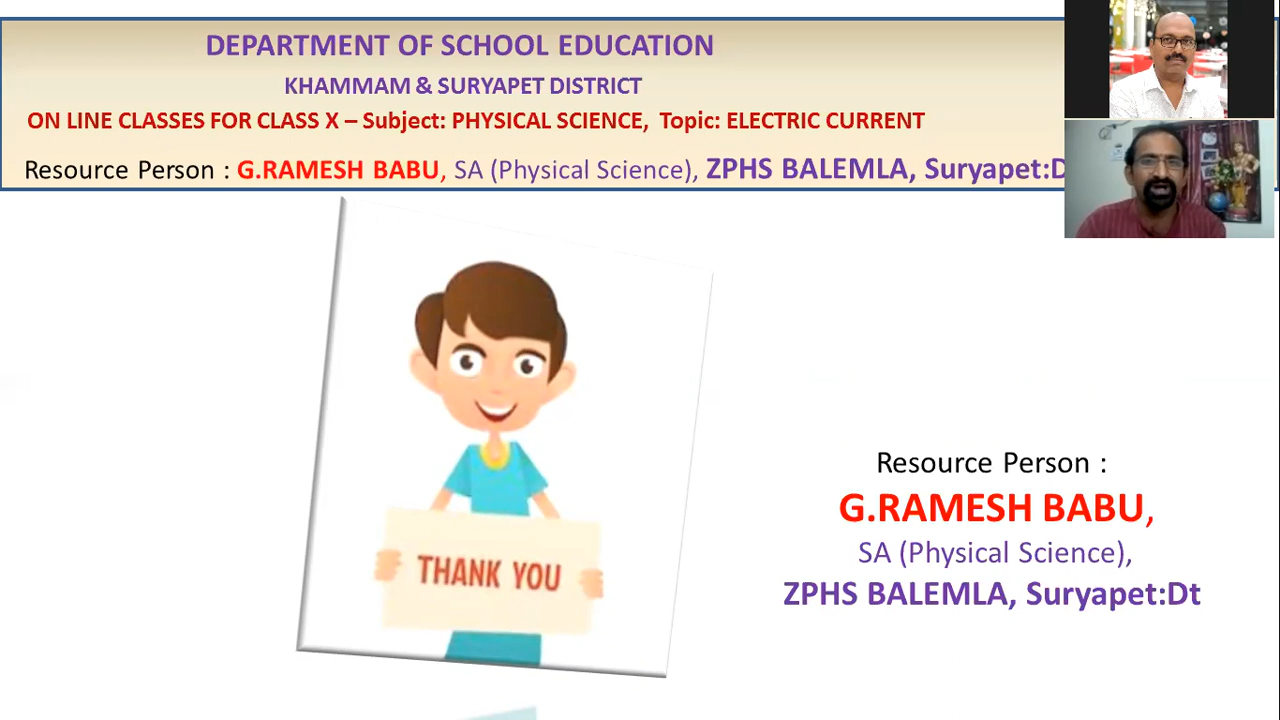 DEPARTMENT OF SCHOOL EDUCATION
KHAMMAM & SURYAPET DISTRICT
ON LINE CLASSES FOR CLASS X – Subject: PHYSICAL SCIENCE, Topic: ELECTRIC CURRENT
Resource Person : G.RAMESH BABU, SA (Physical Science), ZPHS BALEMLA, Suryapet:D
THANK YOU
Resource Person :
G.RAMESH BABU,
SA (Physical Science),
ZPHS BALEMLA, Suryapet:Dt